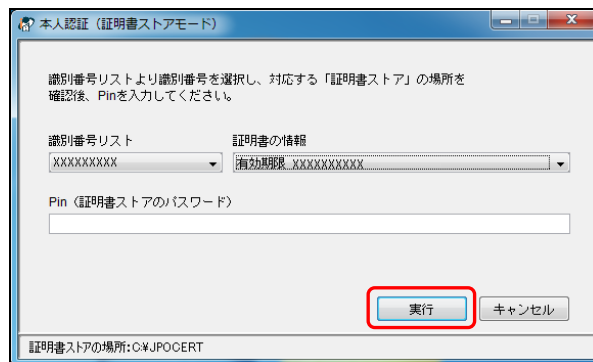 本人認証（証明書ストアモード）
識別番号リストより識別番号を選択し、対応する「証明書ストア」の場所を
確認後、Pinを入力してください。
識別番号リスト 証明書の情報
XXXXXXXXX 有効期限 XXXXXXXXXX
Pin（証明書ストアのパスワード）
実行 キャンセル
証明書ストアの場所:C:¥JPOCERT